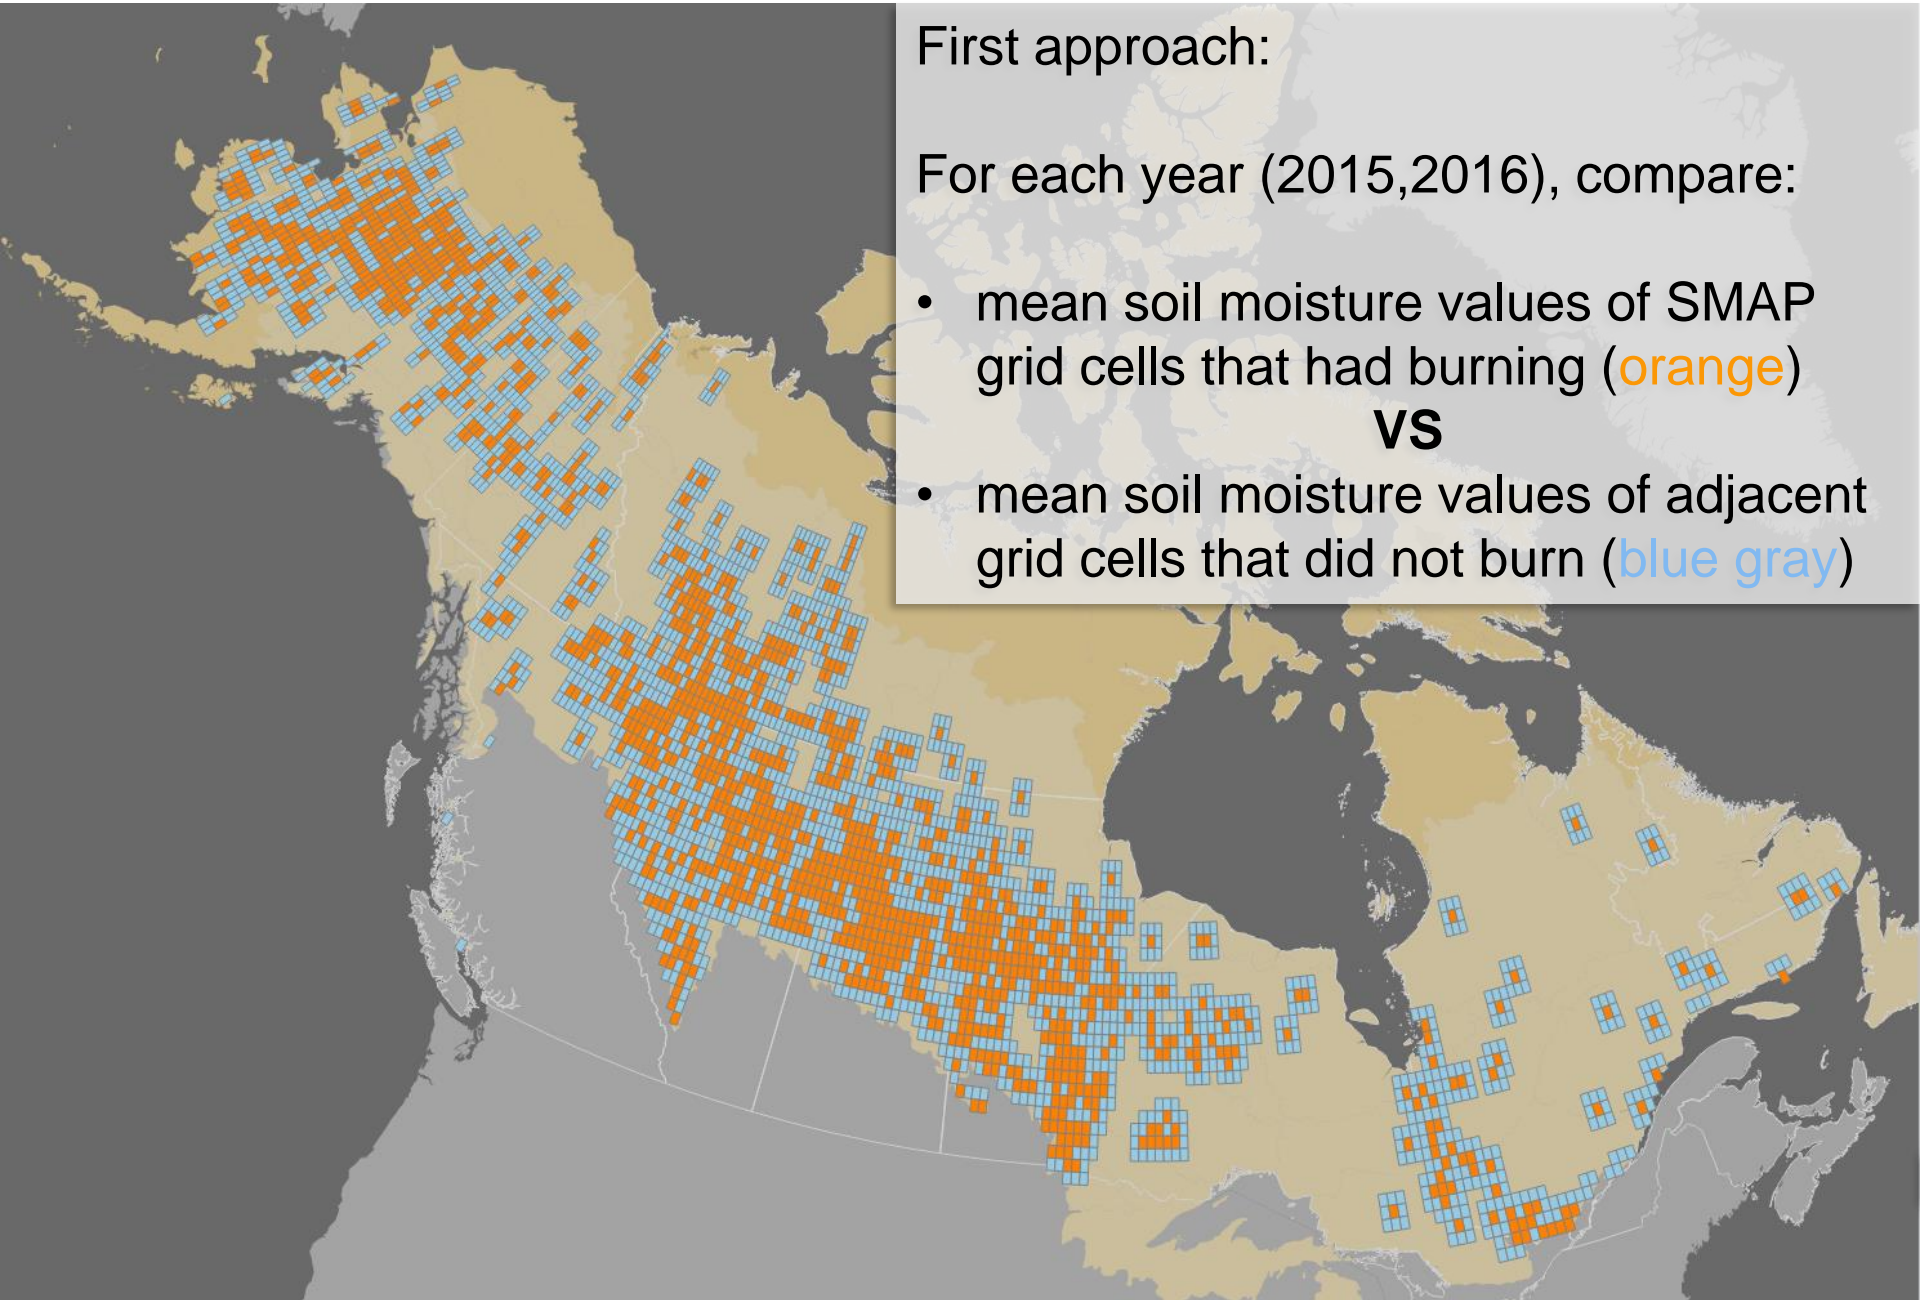 First approach:
For each year (2015,2016), compare:
• mean soil moisture values of SMAP
grid cells that had burning (orange)
VS
• mean soil moisture values of adjacent
grid cells that did not burn (blue gray)